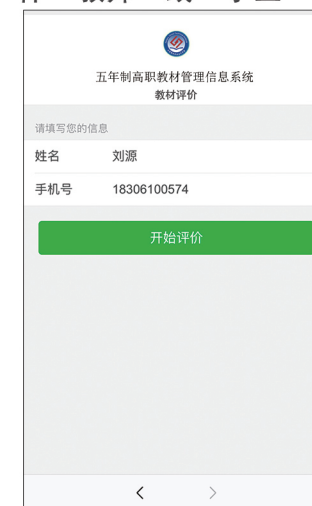 五年制高职教材管理信息系统
教材评价
请填写您的信息
姓名 刘源
手机号 18306100574
开始评价